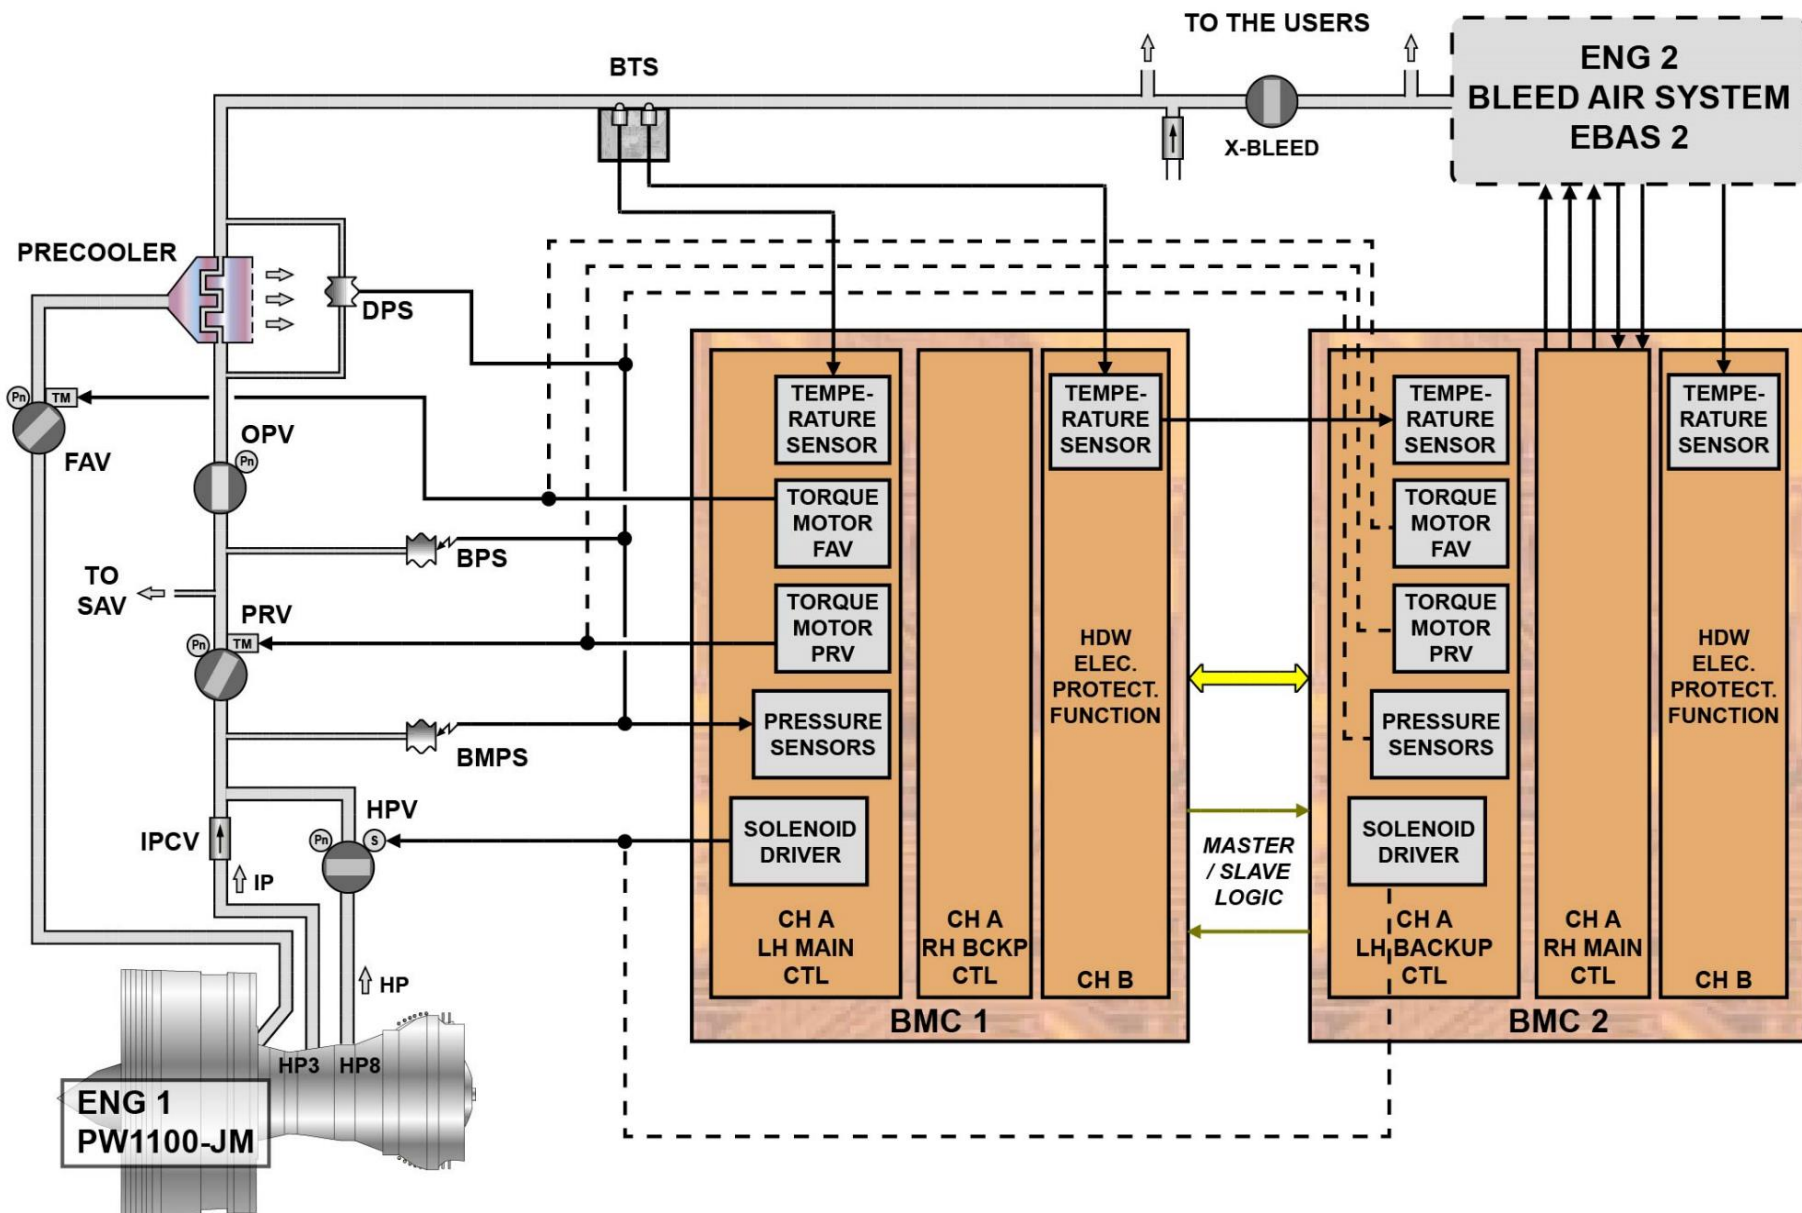 TO THE USERS
BTS
X-BLEED
ENG 2
BLEED AIR SYSTEM
EBAS 2
PRECOOLER
DPS
Pn
TM
FAV
OPV
Pn
BPS
TO
SAV
PRV
Pn
TM
BMPS
HPV
Pn
S
IPCV
IP
HP
HP3
HP8
ENG 1
PW1100-JM
TEMPE-
RATURE
SENSOR
TORQUE
MOTOR
FAV
TORQUE
MOTOR
PRV
PRESSURE
SENSORS
SOLENOID
DRIVER
CH A
LH MAIN
CTL
CH A
RH BCKP
CTL
TEMPE-
RATURE
SENSOR
HDW
ELEC.
PROTECT.
FUNCTION
CH B
BMC 1
MASTER
/ SLAVE
LOGIC
TEMPE-
RATURE
SENSOR
TORQUE
MOTOR
FAV
TORQUE
MOTOR
PRV
PRESSURE
SENSORS
SOLENOID
DRIVER
CH A
LH BACKUP
CTL
CH A
RH MAIN
CTL
TEMPE-
RATURE
SENSOR
HDW
ELEC.
PROTECT.
FUNCTION
CH B
BMC 2